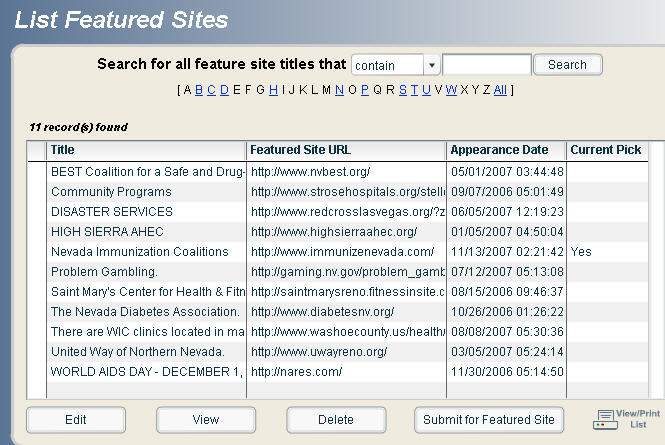 List Featured Sites
Search for all feature site titles that contain Search
[ A B C D E F G H I J K L M N O P Q R S T U V W X Y Z All ]
11 record(s) found
Title Featured Site URL Appearance Date Current Pick
BEST Coalition for a Safe and Drug- http://www.nvbest.org/ 05/01/2007 03:44:48
Community Programs http://www.strosehospitals.org/stell 09/07/2006 05:01:49
DISASTER SERVICES http://www.redcrosslasvegas.org/?z 06/05/2007 12:19:23
HIGH SIERRA AHEC http://www.highsierraahec.org/ 01/05/2007 04:50:04
Nevada Immunization Coalitions http://www.immunizenevada.com/ 11/13/2007 02:21:42 Yes
Problem Gambling. http://gaming.nv.gov/problem_gamb 07/12/2007 05:13:08
Saint Mary's Center for Health & Fitn http://saintmarysreno.fitnessinsite.c 08/15/2006 09:46:37
The Nevada Diabetes Association. http://www.diabetesnv.org/ 10/26/2006 01:26:22
There are WIC clinics located in ma http://www.washoecounty.us/health/ 08/08/2007 05:30:36
United Way of Northern Nevada. http://www.uwayreno.org/ 03/05/2007 05:24:14
WORLD AIDS DAY - DECEMBER 1, http://nares.com/ 11/30/2006 05:14:50
Edit View Delete Submit for Featured Site View/Print
List